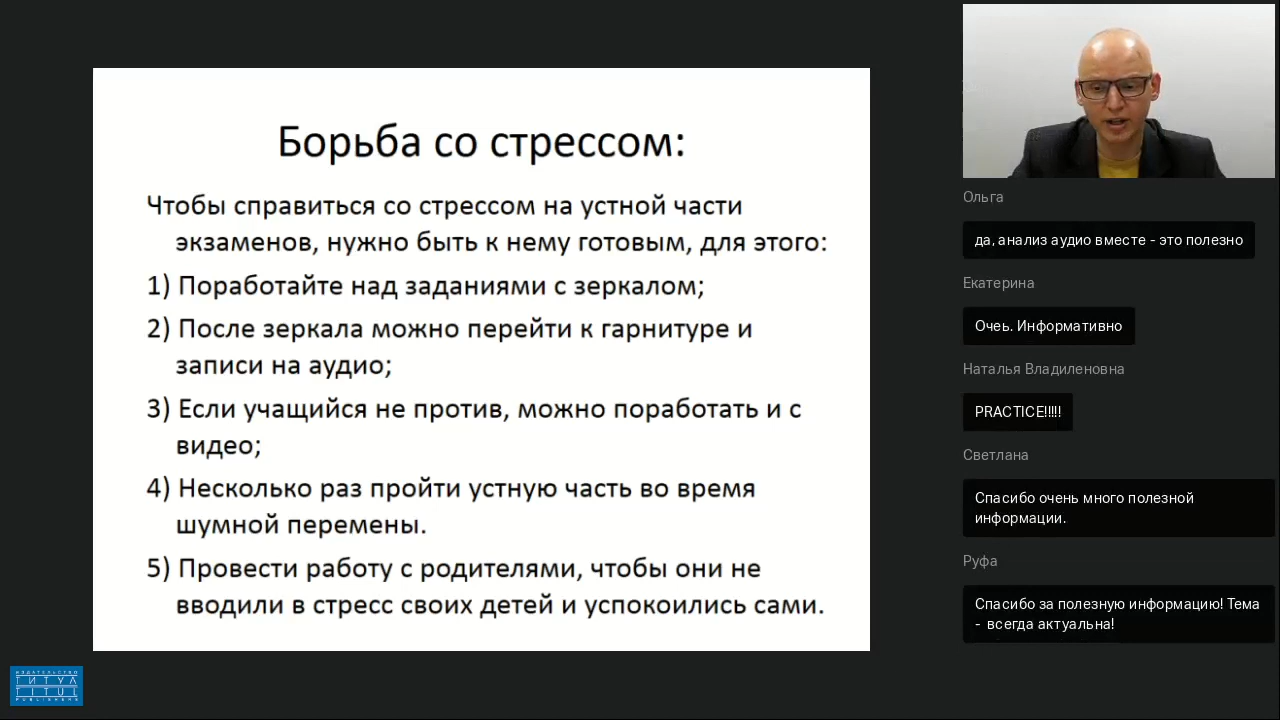 Борьба со стрессом:
Чтобы справиться со стрессом на устной части
экзаменов, нужно быть к нему готовым, для этого:
1) Поработайте над заданиями с зеркалом;
2) После зеркала можно перейти к гарнитуре и
записи на аудио;
3) Если учащийся не против, можно поработать и с
видео;
4) Несколько раз пройти устную часть во время
шумной перемены.
5) Провести работу с родителями, чтобы они не
вводили в стресс своих детей и успокоились сами.
Ольга
да, анализ аудио вместе - это полезно
Екатерина
Очеь. Информативно
Наталья Владиленовна
PRACTICE!!!!!
Светлана
Спасибо очень много полезной
информации.
Руфа
Спасибо за полезную информацию! Тема
- всегда актуальна!
ИЗДАТЕЛЬСТВО
ТИТУЛ
TITUL
PUBLISHERS